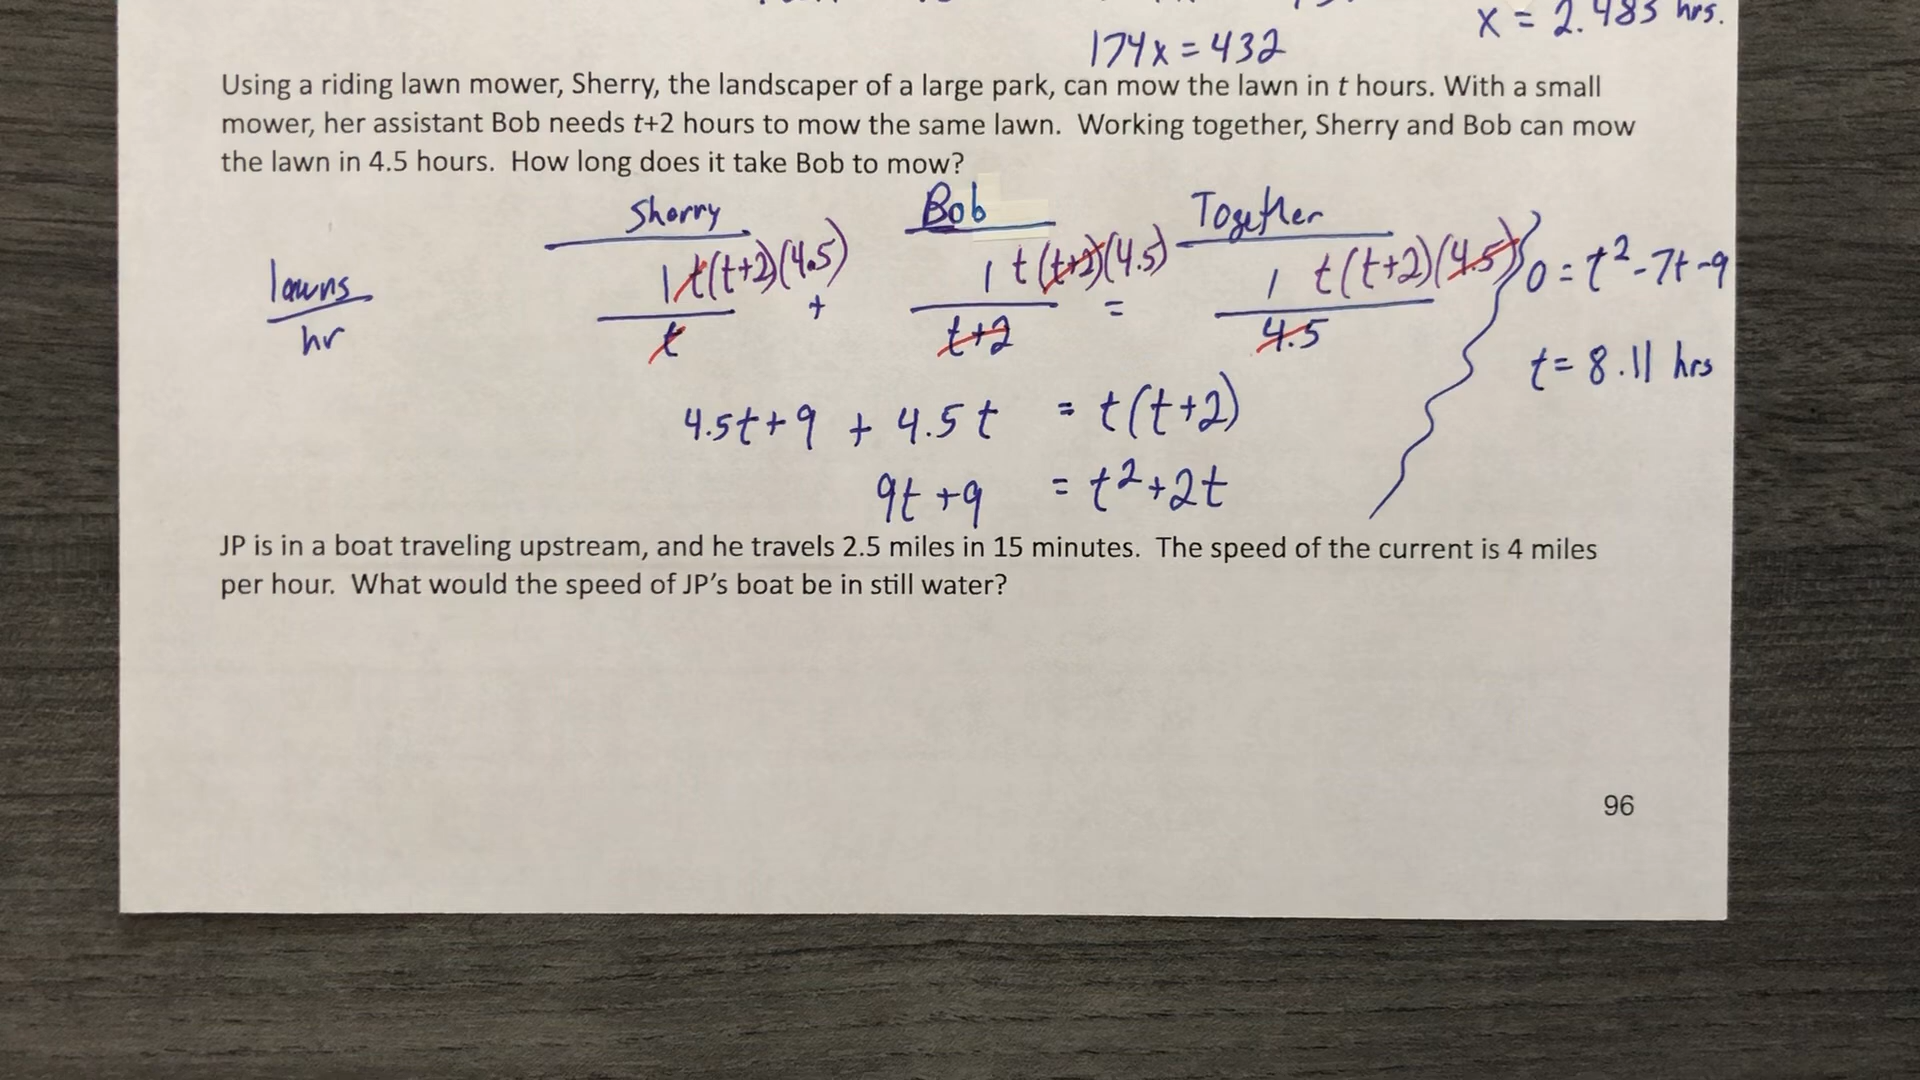 x = 2.483 hrs.
174x = 432
Using a riding lawn mower, Sherry, the landscaper of a large park, can mow the lawn in t hours. With a small
mower, her assistant Bob needs t+2 hours to mow the same lawn. Working together, Sherry and Bob can mow
the lawn in 4.5 hours. How long does it take Bob to mow?
Sherry Bob Together
lawns 1 t(t+2)(4.5) + 1 t(t+2)(4.5) = 1 t(t+2)(4.5) 0 = t²-7t-9
hr t t+2 4.5
t= 8.11 hrs
4.5t+9 + 4.5t = t(t+2)
9t+9 = t²+2t
JP is in a boat traveling upstream, and he travels 2.5 miles in 15 minutes. The speed of the current is 4 miles
per hour. What would the speed of JP’s boat be in still water?
96